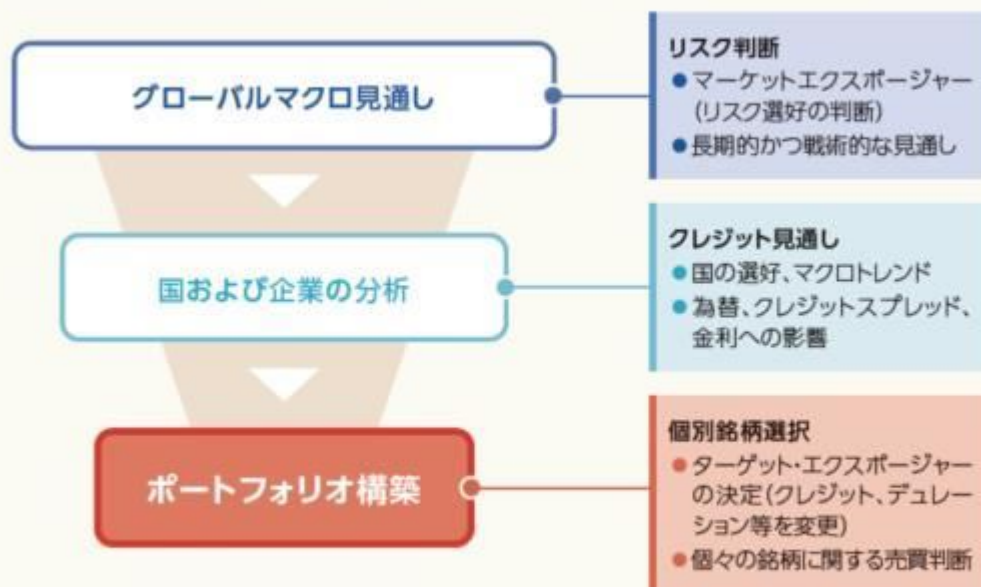 グローバルマクロ見通し
リスク判断
●マーケットエクスポージャー
(リスク選好の判断)
●長期的かつ戦術的な見通し
国および企業の分析
クレジット見通し
●国の選好、マクロトレンド
●為替、クレジットスプレッド、
金利への影響
ポートフォリオ構築
個別銘柄選択
●ターゲット・エクスポージャー
の決定(クレジット、デュレー
ション等を変更)
●個々の銘柄に関する売買判断